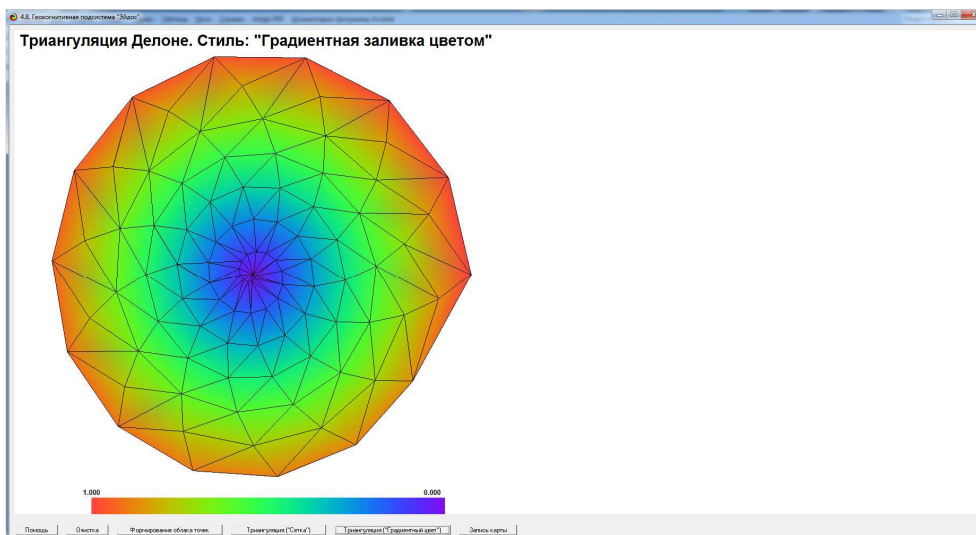 4.8. Геокогнитивная подсистема "Эйдос"
Триангуляция Делоне. Стиль: "Градиентная заливка цветом"
1.000 0.000
Помощь Очистка Формирование облака точек Триангуляция ("Сетка") Триангуляция ("Градиентный цвет") Запись карты